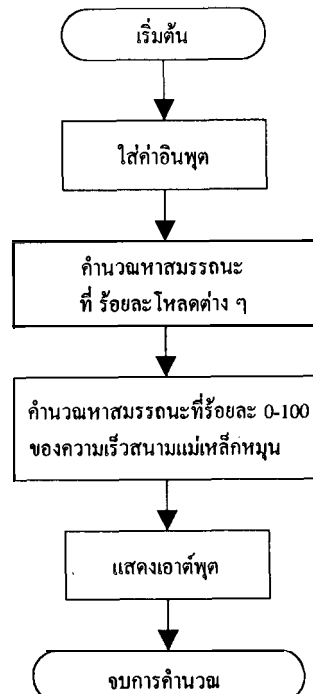 เริ่มต้น
ใส่ค่าอินพุต
คำนวณหาสมรรถนะ
ที่ ร้อยละโหลดต่าง ๆ
คำนวณหาสมรรถนะที่ร้อยละ 0-100
ของความเร็วสนามแม่เหล็กหมุน
แสดงเอาต์พุต
จบการคำนวณ